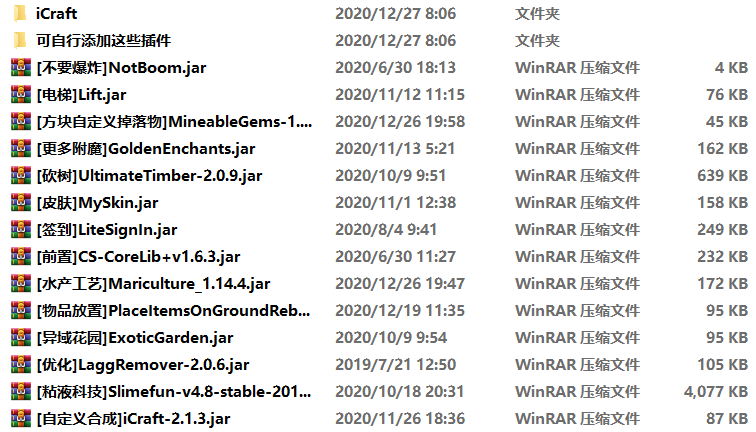 iCraft 2020/12/27 8:06 文件夹
可自行添加这些插件 2020/12/27 8:06 文件夹
[不要爆炸]NotBoom.jar 2020/6/30 18:13 WinRAR 压缩文件 4 KB
[电梯]Lift.jar 2020/11/12 11:15 WinRAR 压缩文件 76 KB
[方块自定义掉落物]MineableGems-1.... 2020/12/26 19:58 WinRAR 压缩文件 45 KB
[更多附魔]GoldenEnchants.jar 2020/11/13 5:21 WinRAR 压缩文件 162 KB
[砍树]UltimateTimber-2.0.9.jar 2020/10/9 9:51 WinRAR 压缩文件 639 KB
[皮肤]MySkin.jar 2020/11/1 12:38 WinRAR 压缩文件 158 KB
[签到]LiteSignIn.jar 2020/8/4 9:41 WinRAR 压缩文件 249 KB
[前置]CS-CoreLib+v1.6.3.jar 2020/6/30 11:27 WinRAR 压缩文件 232 KB
[水产工艺]Mariculture_1.14.4.jar 2020/12/26 19:47 WinRAR 压缩文件 172 KB
[物品放置]PlaceItemsOnGroundReb... 2020/12/19 11:35 WinRAR 压缩文件 95 KB
[异域花园]ExoticGarden.jar 2020/10/9 9:54 WinRAR 压缩文件 95 KB
[优化]LaggRemover-2.0.6.jar 2019/7/21 12:50 WinRAR 压缩文件 105 KB
[粘液科技]Slimefun-v4.8-stable-201... 2020/10/18 20:31 WinRAR 压缩文件 4,077 KB
[自定义合成]iCraft-2.1.3.jar 2020/11/26 18:36 WinRAR 压缩文件 87 KB